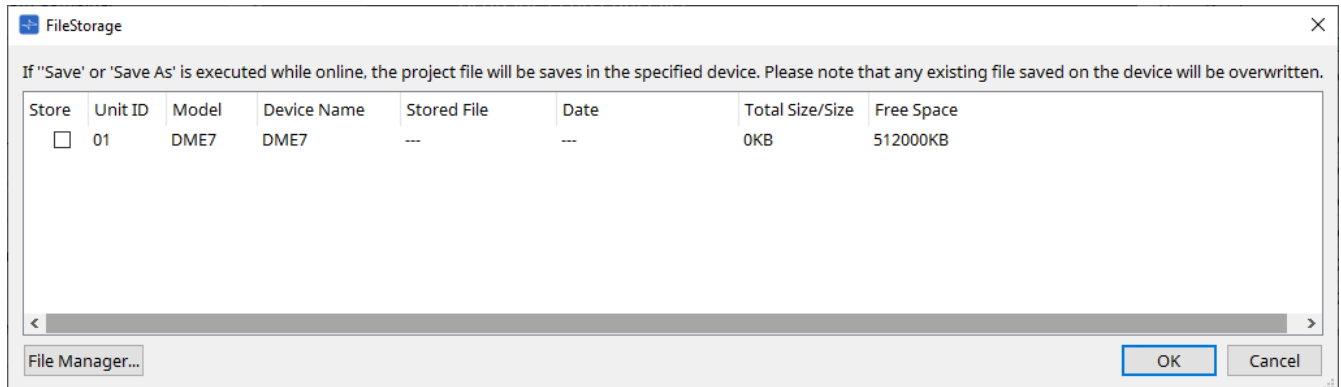 FileStorage
If "Save' or 'Save As' is executed while online, the project file will be saves in the specified device. Please note that any existing file saved on the device will be overwritten.
Store Unit ID Model Device Name Stored File Date Total Size/Size Free Space
01 DME7 DME7 --- --- 0KB 512000KB
File Manager... OK Cancel